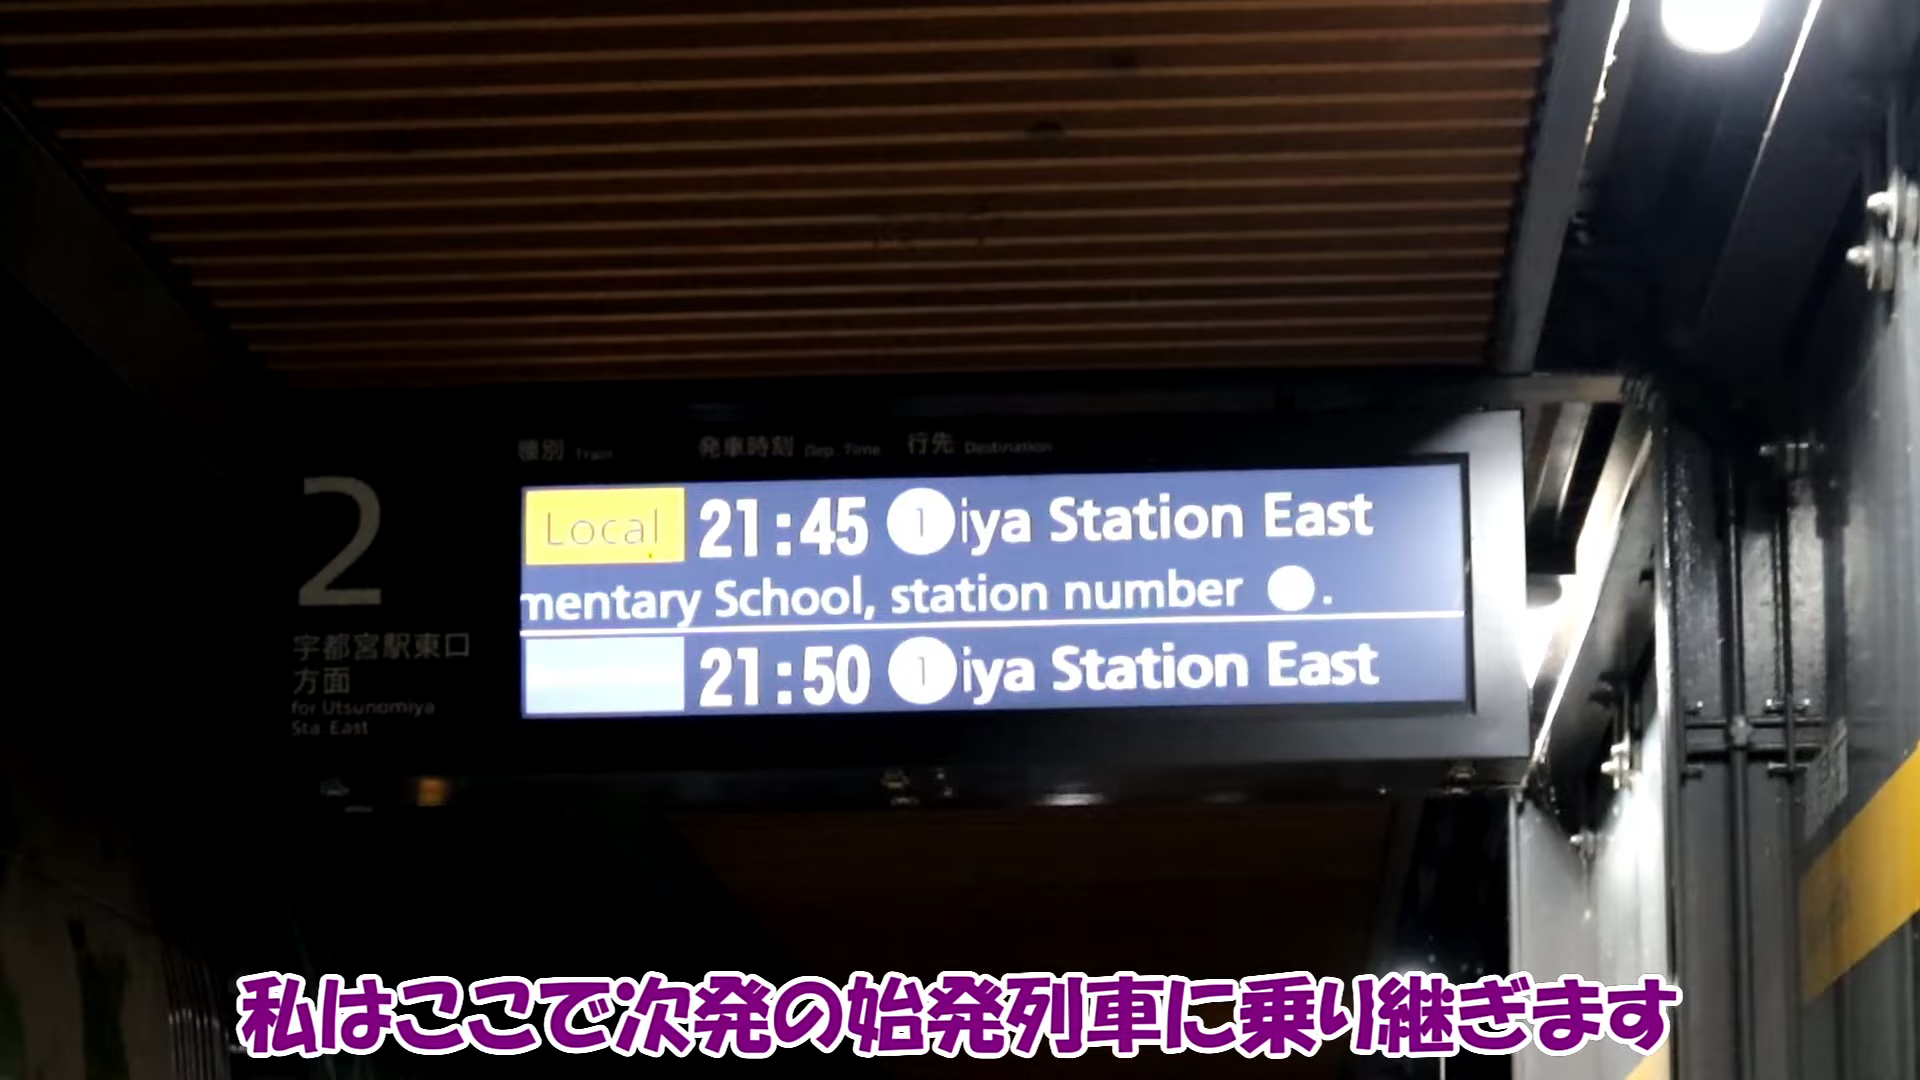 種別 Train 発車時刻 Dep. Time 行先 Destination
2
宇都宮駅東口
方面
for Utsunomiya
Sta East
Local 21:45 1 iya Station East
mentary School, station number .
21:50 1 iya Station East
私はここで次発の始発列車に乗り継ぎます